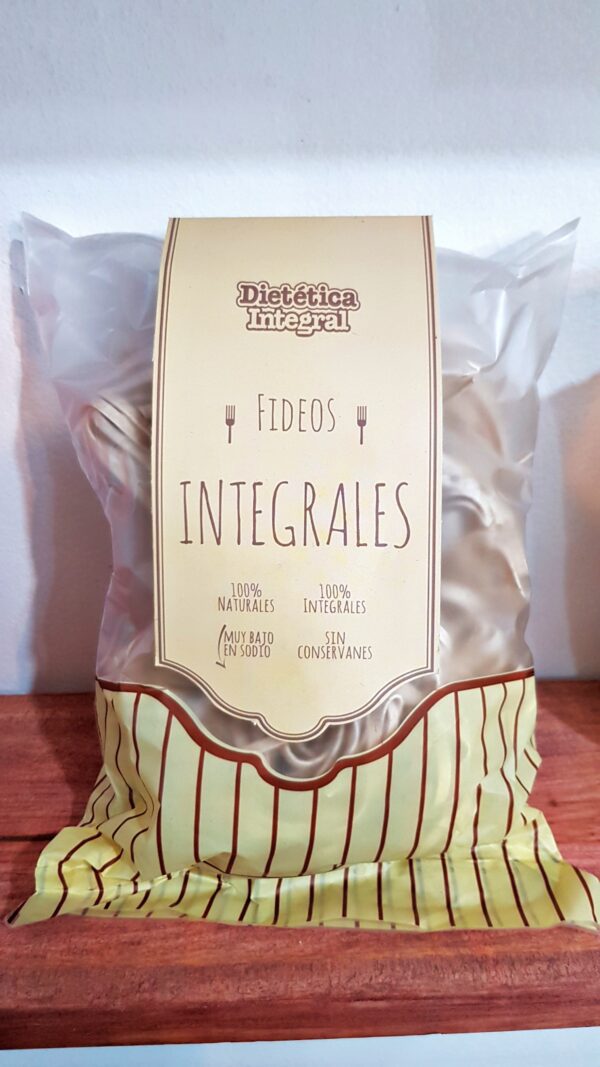 Dietética
Integral
FIDEOS
INTEGRALES
100%
NATURALES
100%
INTEGRALES
MUY BAJO
EN SODIO
SIN
CONSERVANES